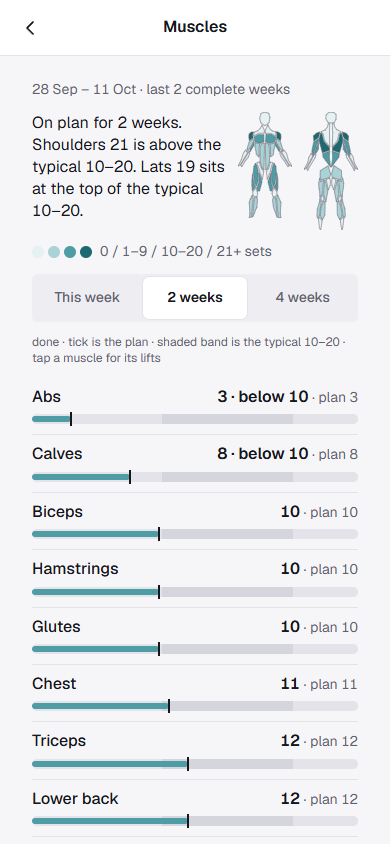 Muscles
28 Sep – 11 Oct · last 2 complete weeks
On plan for 2 weeks.
Shoulders 21 is above the
typical 10–20. Lats 19 sits
at the top of the typical
10–20.
0 / 1–9 / 10–20 / 21+ sets
This week
2 weeks
4 weeks
done · tick is the plan · shaded band is the typical 10–20 ·
tap a muscle for its lifts
Abs 3 · below 10 · plan 3
Calves 8 · below 10 · plan 8
Biceps 10 · plan 10
Hamstrings 10 · plan 10
Glutes 10 · plan 10
Chest 11 · plan 11
Triceps 12 · plan 12
Lower back 12 · plan 12